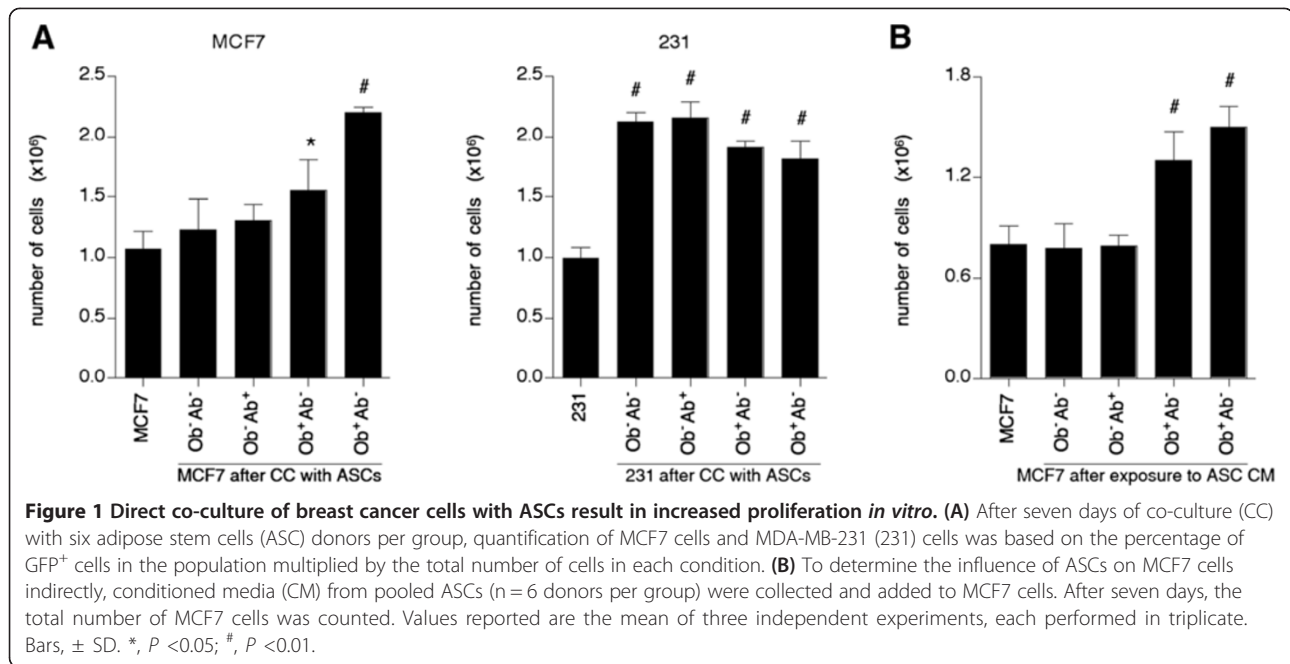 A
MCF7
number of cells (x10⁶)
2.5
2.0
1.5
1.0
0.5
0.0
*
#
MCF7
Ob⁻Ab⁻
Ob⁻Ab⁺
Ob⁺Ab⁻
Ob⁺Ab⁻
MCF7 after CC with ASCs
231
number of cells (x10⁶)
2.5
2.0
1.5
1.0
0.5
0.0
#
#
#
#
231
Ob⁻Ab⁻
Ob⁻Ab⁺
Ob⁺Ab⁻
Ob⁺Ab⁻
231 after CC with ASCs
B
number of cells (x10⁶)
1.8
1.2
0.6
0.0
#
#
MCF7
Ob⁻Ab⁻
Ob⁻Ab⁺
Ob⁺Ab⁻
Ob⁺Ab⁻
MCF7 after exposure to ASC CM
Figure 1 Direct co-culture of breast cancer cells with ASCs result in increased proliferation in vitro. (A) After seven days of co-culture (CC)
with six adipose stem cells (ASC) donors per group, quantification of MCF7 cells and MDA-MB-231 (231) cells was based on the percentage of
GFP⁺ cells in the population multiplied by the total number of cells in each condition. (B) To determine the influence of ASCs on MCF7 cells
indirectly, conditioned media (CM) from pooled ASCs (n = 6 donors per group) were collected and added to MCF7 cells. After seven days, the
total number of MCF7 cells was counted. Values reported are the mean of three independent experiments, each performed in triplicate.
Bars, ± SD. *, P <0.05; #, P <0.01.